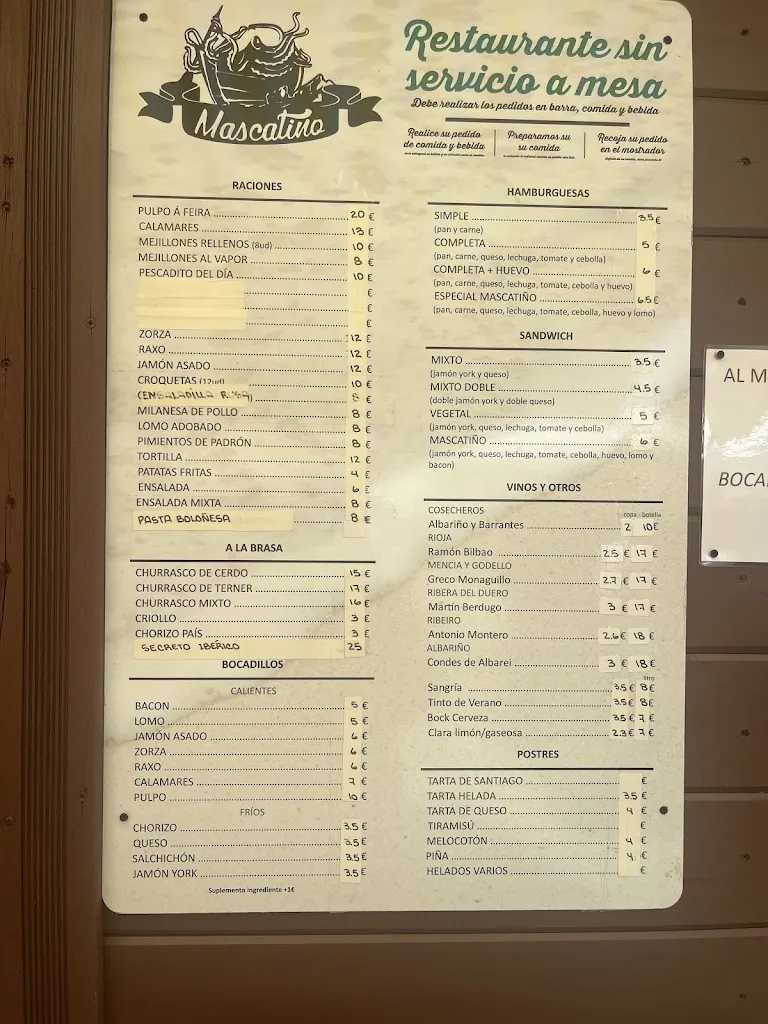 Mascatiño
Restaurante sin
servicio a mesa
Debe realizar los pedidos en barra, comida y bebida
Realice su pedido
de comida y bebida
Preparamos su
su comida
Recoja su pedido
en el mostrador
RACIONES
PULPO Á FEIRA 20 €
CALAMARES 13 €
MEJILLONES RELLENOS (8ud) 10 €
MEJILLONES AL VAPOR 8 €
PESCADITO DEL DÍA 10 €
€
€
€
ZORZA 12 €
RAXO 12 €
JAMÓN ASADO 12 €
CROQUETAS (12ud) 10 €
€
MILANESA DE POLLO 8 €
LOMO ADOBADO 8 €
PIMIENTOS DE PADRÓN 8 €
TORTILLA 12 €
PATATAS FRITAS 4 €
ENSALADA 6 €
ENSALADA MIXTA 8 €
PASTA BOLOÑESA 8 €
A LA BRASA
CHURRASCO DE CERDO 15 €
CHURRASCO DE TERNER 17 €
CHURRASCO MIXTO 16 €
CRIOLLO 3 €
CHORIZO PAÍS 3 €
SECRETO IBÉRICO 25
BOCADILLOS
CALIENTES
BACON 5 €
LOMO 5 €
JAMÓN ASADO 6 €
ZORZA 6 €
RAXO 6 €
CALAMARES 7 €
PULPO 10 €
FRÍOS
CHORIZO 3.5 €
QUESO 3.5 €
SALCHICHÓN 3.5 €
JAMÓN YORK 3.5 €
Suplemento ingrediente +1€
HAMBURGUESAS
SIMPLE 3.5 €
(pan y carne)
COMPLETA 5 €
(pan, carne, queso, lechuga, tomate y cebolla)
COMPLETA + HUEVO 6 €
(pan, carne, queso, lechuga, tomate, cebolla y huevo)
ESPECIAL MASCATIÑO 6.5 €
(pan, carne, queso, lechuga, tomate, cebolla, huevo y lomo)
SANDWICH
MIXTO 3.5 €
(jamón york y queso)
MIXTO DOBLE 4.5 €
(doble jamón york y doble queso)
VEGETAL 5 €
(jamón york, queso, lechuga, tomate y cebolla)
MASCATIÑO 6 €
(jamón york, queso, lechuga, tomate, cebolla, huevo, lomo y
bacon)
VINOS Y OTROS
COSECHEROS copa botella
Albariño y Barrantes 2 10€
RIOJA
Ramón Bilbao 2.5 € 17 €
MENCIA Y GODELLO
Greco Monaguillo 2.7 € 17 €
RIBERA DEL DUERO
Martín Berdugo 3 € 17 €
RIBEIRO
Antonio Montero 2.6€ 18 €
ALBARIÑO
Condes de Albarei 3 € 18€
litro
Sangría 3.5€ 8€
Tinto de Verano 3.5€ 8€
Bock Cerveza 3.5€ 7 €
Clara limón/gaseosa 2.3€ 7 €
POSTRES
TARTA DE SANTIAGO €
TARTA HELADA 3.5 €
TARTA DE QUESO 4 €
TIRAMISÚ €
MELOCOTÓN 4 €
PIÑA 4 €
HELADOS VARIOS €
AL M
BOCA